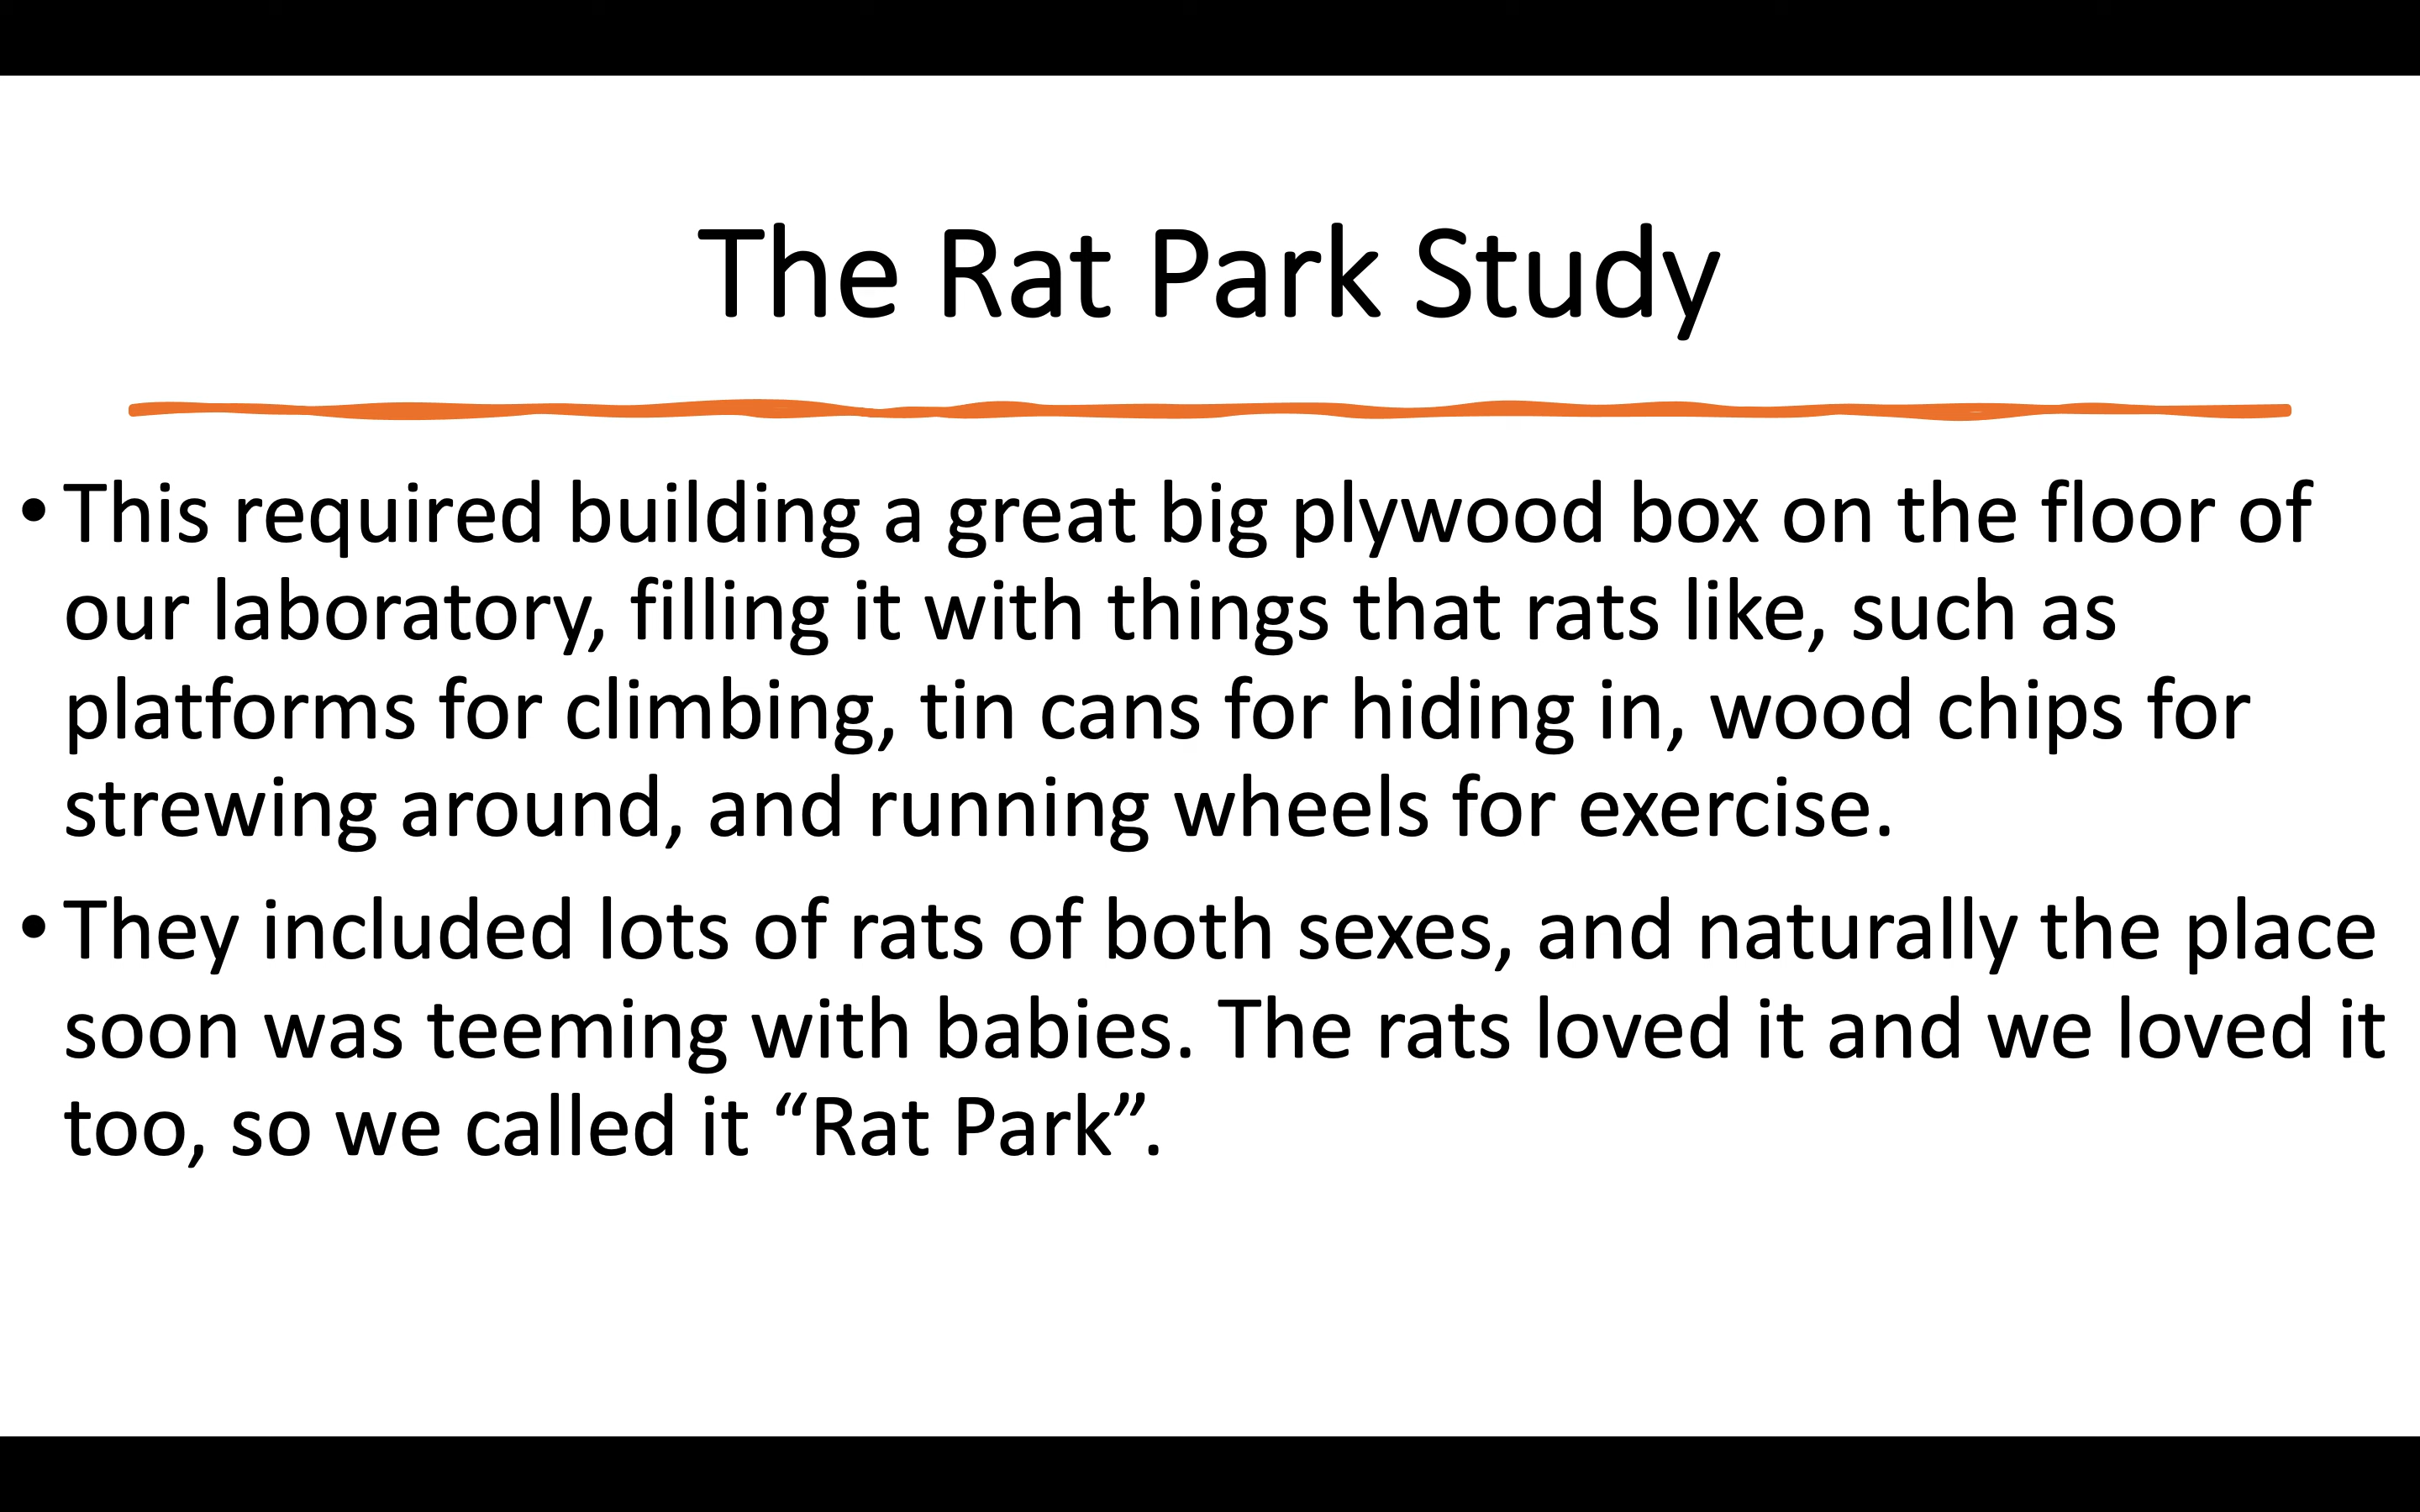 The Rat Park Study
• This required building a great big plywood box on the floor of
our laboratory, filling it with things that rats like, such as
platforms for climbing, tin cans for hiding in, wood chips for
strewing around, and running wheels for exercise.
• They included lots of rats of both sexes, and naturally the place
soon was teeming with babies. The rats loved it and we loved it
too, so we called it “Rat Park”.